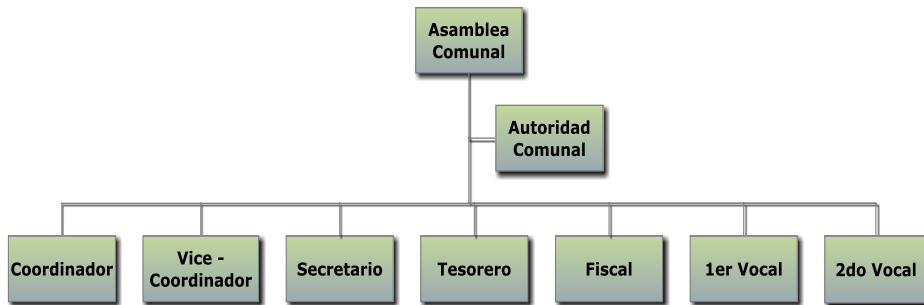 Asamblea
Comunal
Autoridad
Comunal
Coordinador
Vice -
Coordinador
Secretario
Tesorero
Fiscal
1er Vocal
2do Vocal